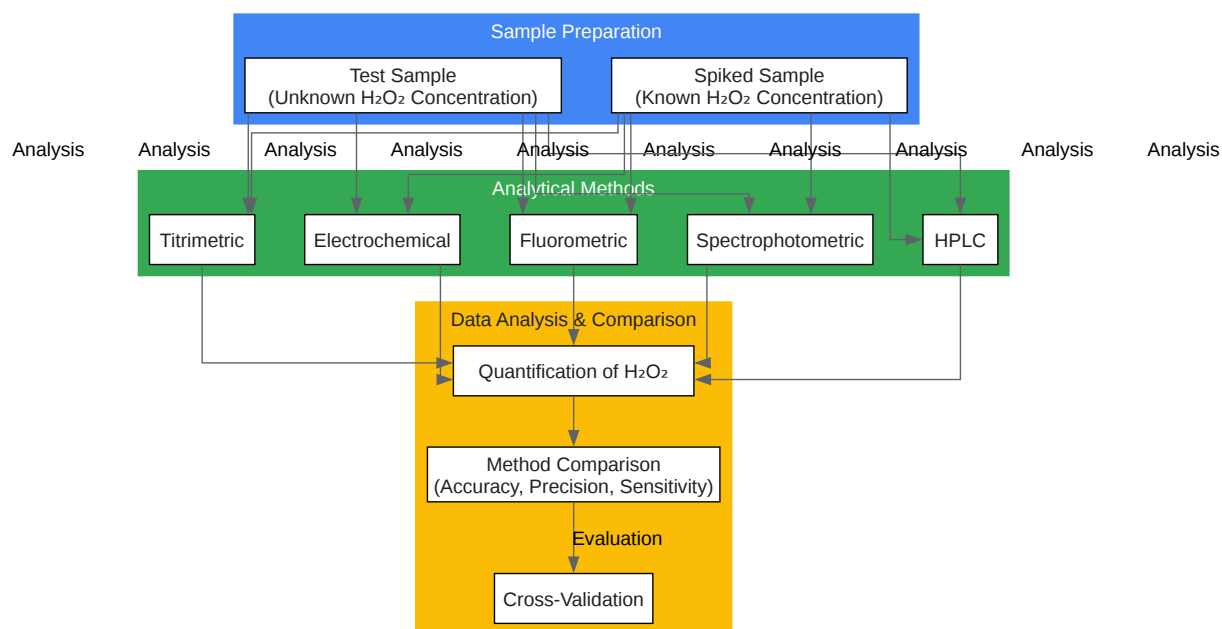 Sample Preparation
Test Sample
(Unknown H₂O₂ Concentration)
Spiked Sample
(Known H₂O₂ Concentration)
Analysis
Analysis
Analysis
Analysis
Analysis
Analysis
Analysis
Analysis
Analysis
Analysis
Analytical Methods
Titrimetric
Electrochemical
Fluorometric
Spectrophotometric
HPLC
Data Analysis & Comparison
Quantification of H₂O₂
Method Comparison
(Accuracy, Precision, Sensitivity)
Evaluation
Cross-Validation